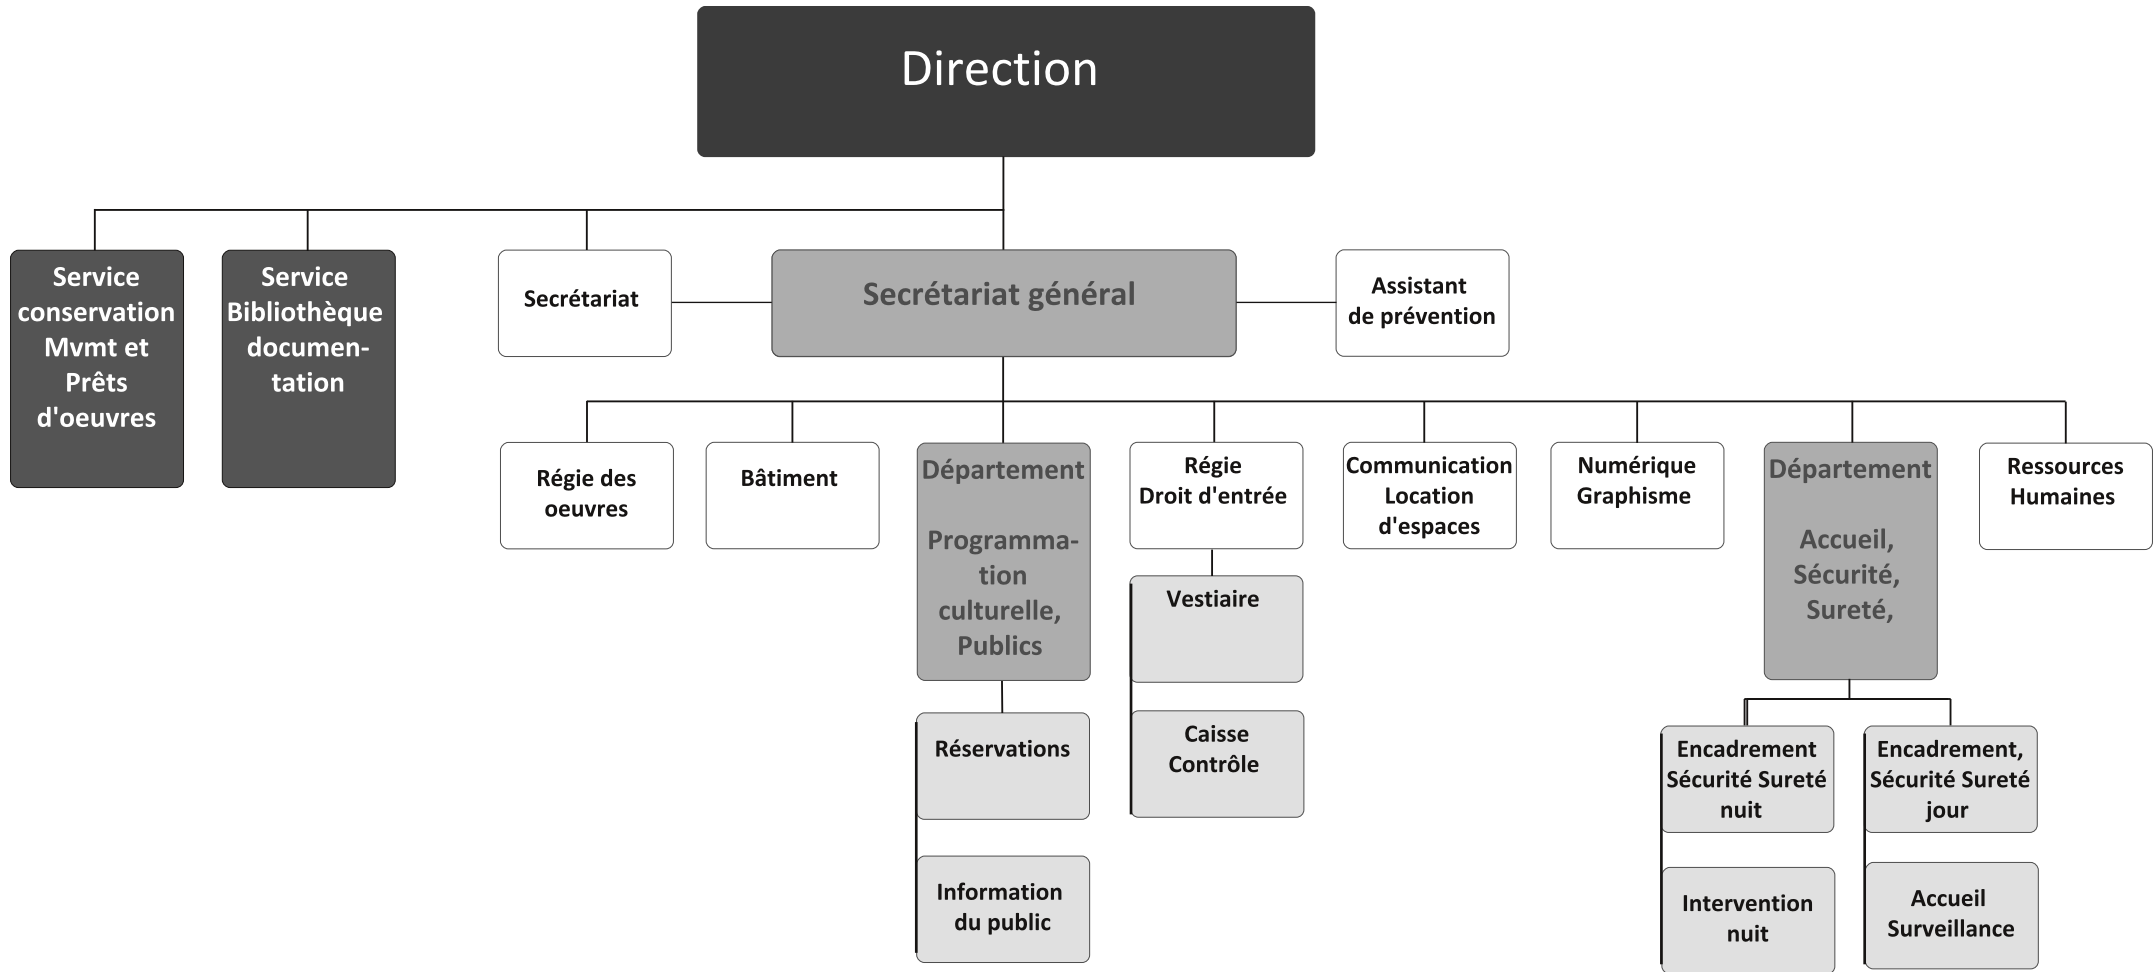 Direction
Service
conservation
Mvmt et
Prêts
d'oeuvres
Service
Bibliothèque
documen-
tation
Secrétariat
Secrétariat général
Assistant
de prévention
Régie des
oeuvres
Bâtiment
Département
Programma-
tion
culturelle,
Publics
Régie
Droit d'entrée
Communication
Location
d'espaces
Numérique
Graphisme
Département
Accueil,
Sécurité,
Sureté,
Ressources
Humaines
Vestiaire
Caisse
Contrôle
Réservations
Information
du public
Encadrement
Sécurité Sureté
nuit
Encadrement,
Sécurité Sureté
jour
Intervention
nuit
Accueil
Surveillance